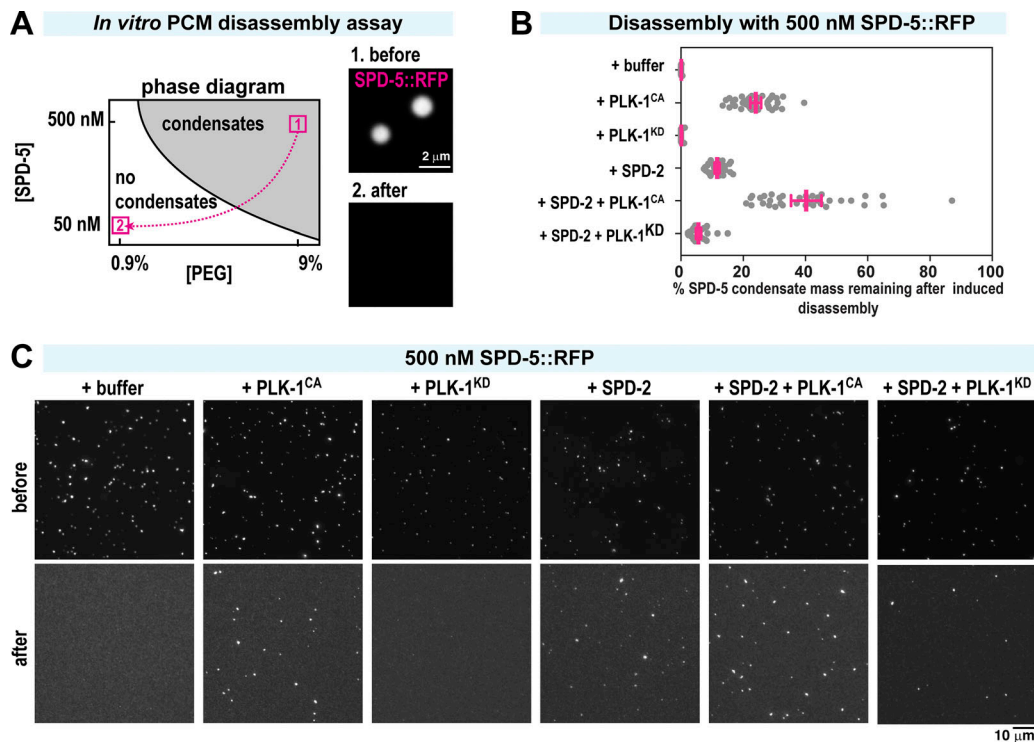 A
In vitro PCM disassembly assay
phase diagram
500 nM
condensates
1
[SPD-5]
no
condensates
50 nM
2
0.9%
9%
[PEG]
1. before
SPD-5::RFP
2 μm
2. after
B
Disassembly with 500 nM SPD-5::RFP
+ buffer
+ PLK-1CA
+ PLK-1KD
+ SPD-2
+ SPD-2 + PLK-1CA
+ SPD-2 + PLK-1KD
0 20 40 60 80 100
% SPD-5 condensate mass remaining after induced
disassembly
C
500 nM SPD-5::RFP
+ buffer + PLK-1CA + PLK-1KD + SPD-2 + SPD-2 + PLK-1CA + SPD-2 + PLK-1KD
before
after
10 μm